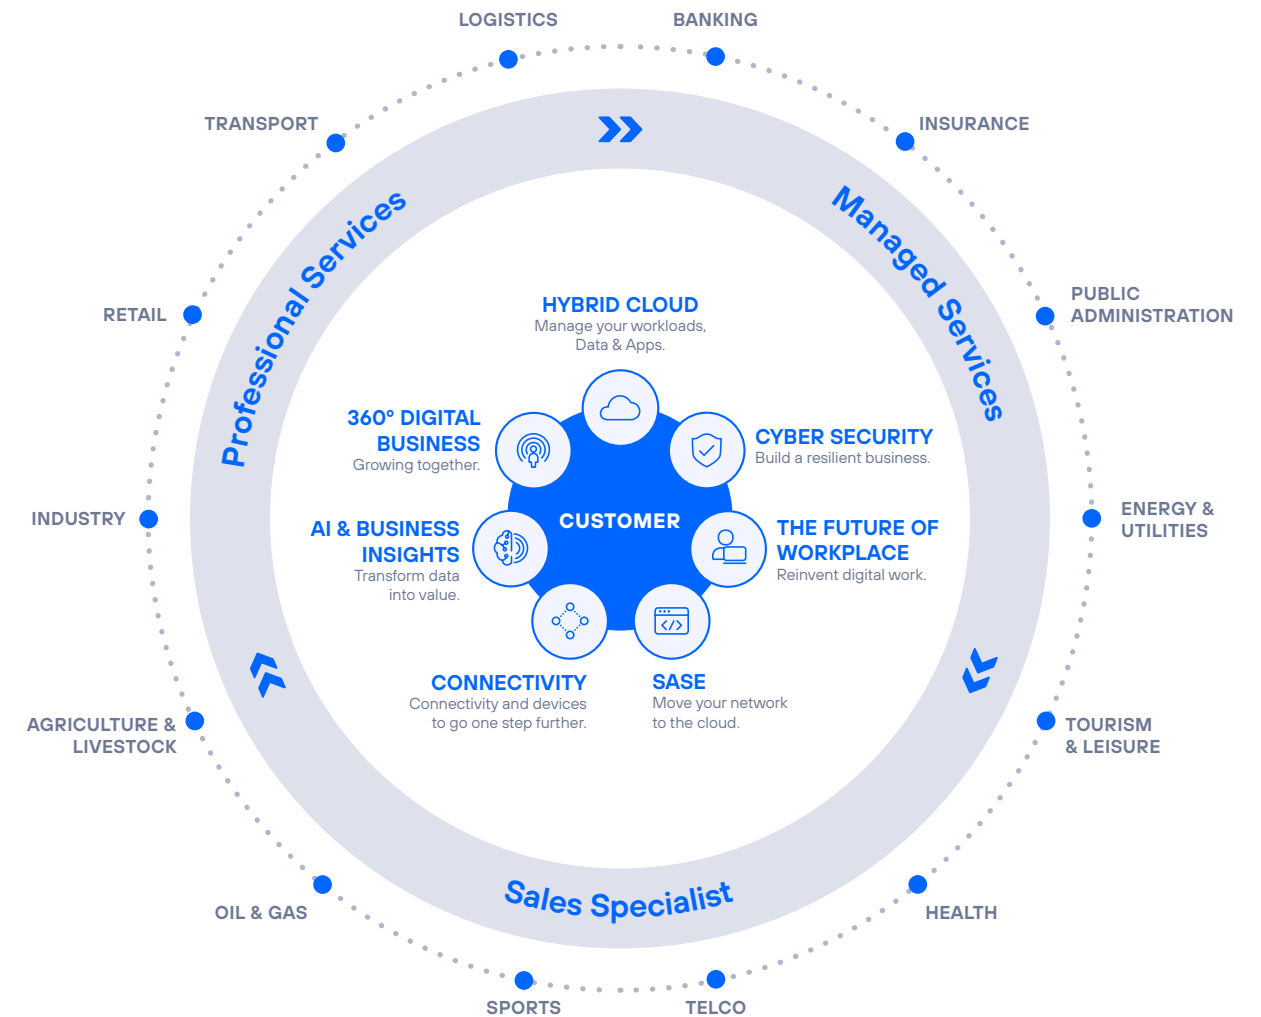 LOGISTICS
BANKING
TRANSPORT
INSURANCE
Professional Services
Managed Services
RETAIL
PUBLIC
ADMINISTRATION
HYBRID CLOUD
Manage your workloads,
Data & Apps.
360º DIGITAL
BUSINESS
Growing together.
CYBER SECURITY
Build a resilient business.
INDUSTRY
AI & BUSINESS
INSIGHTS
Transform data
into value.
CUSTOMER
THE FUTURE OF
WORKPLACE
Reinvent digital work.
ENERGY &
UTILITIES
CONNECTIVITY
Connectivity and devices
to go one step further.
SASE
Move your network
to the cloud.
AGRICULTURE &
LIVESTOCK
TOURISM
& LEISURE
OIL & GAS
Sales Specialist
HEALTH
SPORTS
TELCO